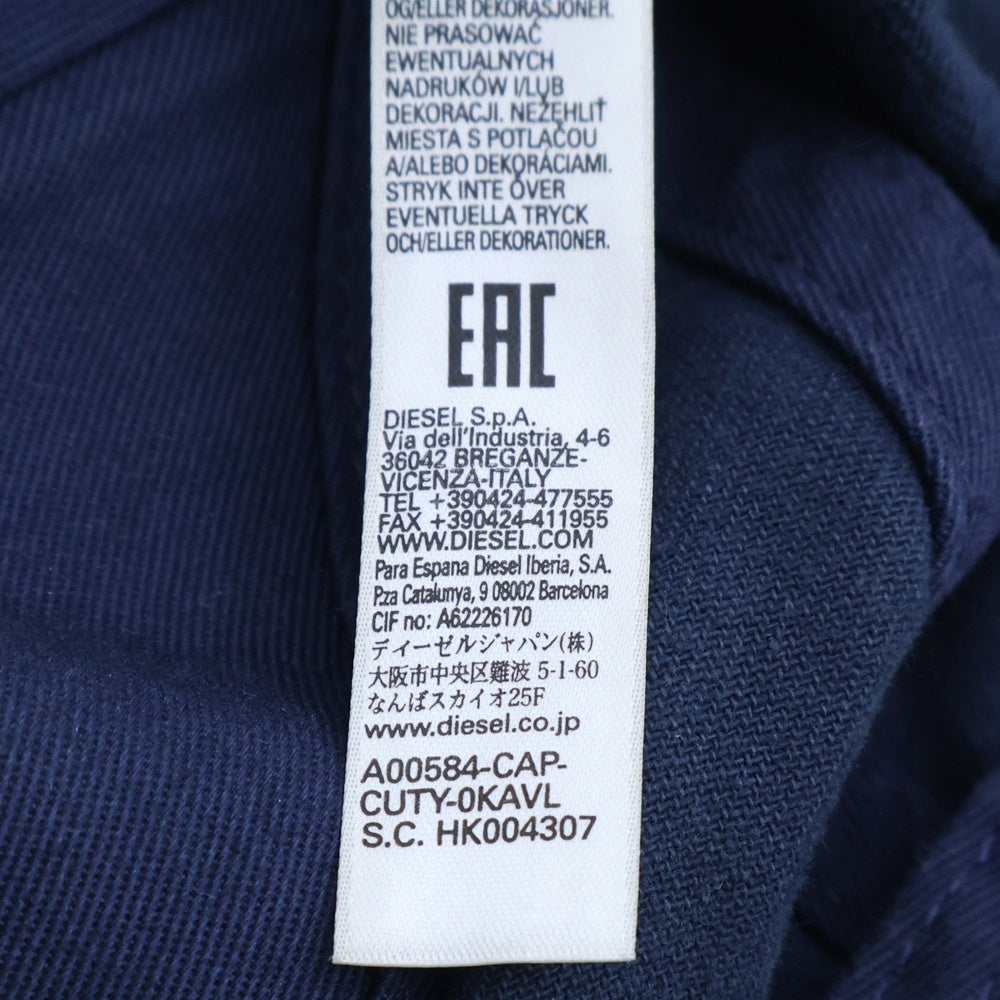 OG/ELLER DEKORASJONER.
NIE PRASOWAĆ
EWENTUALNYCH
NADRUKÓW I/LUB
DEKORACJI. NEŽEHLIŤ
MIESTA S POTLAČOU
A/ALEBO DEKORÁCIAMI.
STRYK INTE ÖVER
EVENTUELLA TRYCK
OCH/ELLER DEKORATIONER.
EAC
DIESEL S.p.A.
Via dell'Industria, 4-6
36042 BREGANZE-
VICENZA-ITALY
TEL +390424-477555
FAX +390424-411955
WWW.DIESEL.COM
Para Espana Diesel Iberia, S.A.
P.za Catalunya, 9 08002 Barcelona
CIF no: A62226170
ディーゼルジャパン(株)
大阪市中央区難波 5-1-60
なんばスカイオ25F
www.diesel.co.jp
A00584-CAP-
CUTY-0KAVL
S.C. HK004307